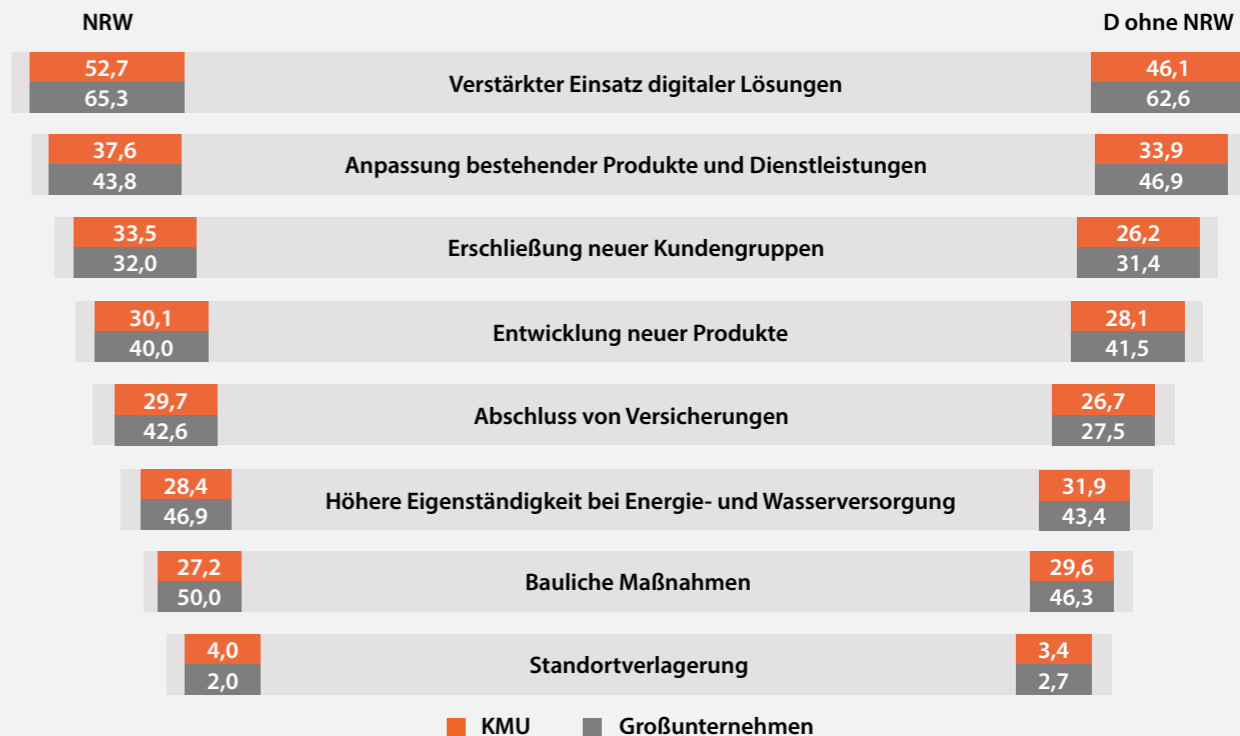 NRW
D ohne NRW
52,7
65,3
Verstärkter Einsatz digitaler Lösungen
46,1
62,6
37,6
43,8
Anpassung bestehender Produkte und Dienstleistungen
33,9
46,9
33,5
32,0
Erschließung neuer Kundengruppen
26,2
31,4
30,1
40,0
Entwicklung neuer Produkte
28,1
41,5
29,7
42,6
Abschluss von Versicherungen
26,7
27,5
28,4
46,9
Höhere Eigenständigkeit bei Energie- und Wasserversorgung
31,9
43,4
27,2
50,0
Bauliche Maßnahmen
29,6
46,3
4,0
2,0
Standortverlagerung
3,4
2,7
KMU
Großunternehmen